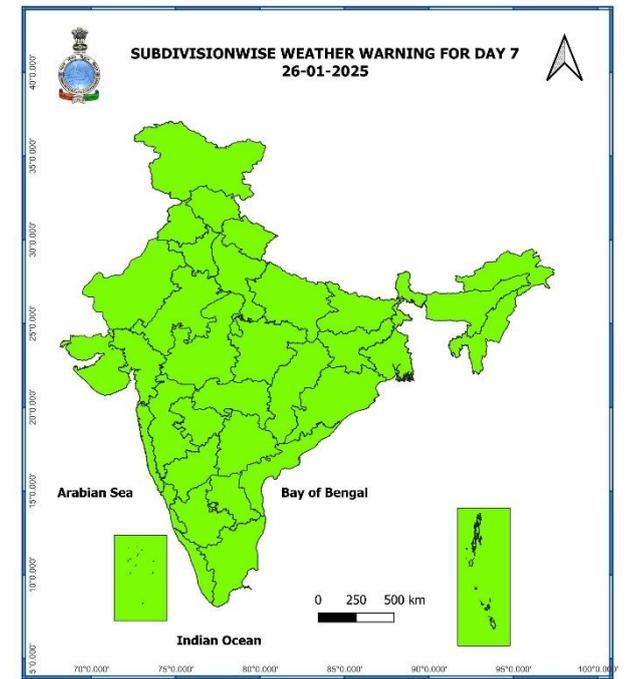 SUBDIVISIONWISE WEATHER WARNING FOR DAY 7
26-01-2025
40°0.000'
35°0.000'
30°0.000'
25°0.000'
20°0.000'
15°0.000'
10°0.000'
5°0.000'
Arabian Sea
Bay of Bengal
0 250 500 km
Indian Ocean
70°0.000' 75°0.000' 80°0.000' 85°0.000' 90°0.000' 95°0.000' 100°0.000'